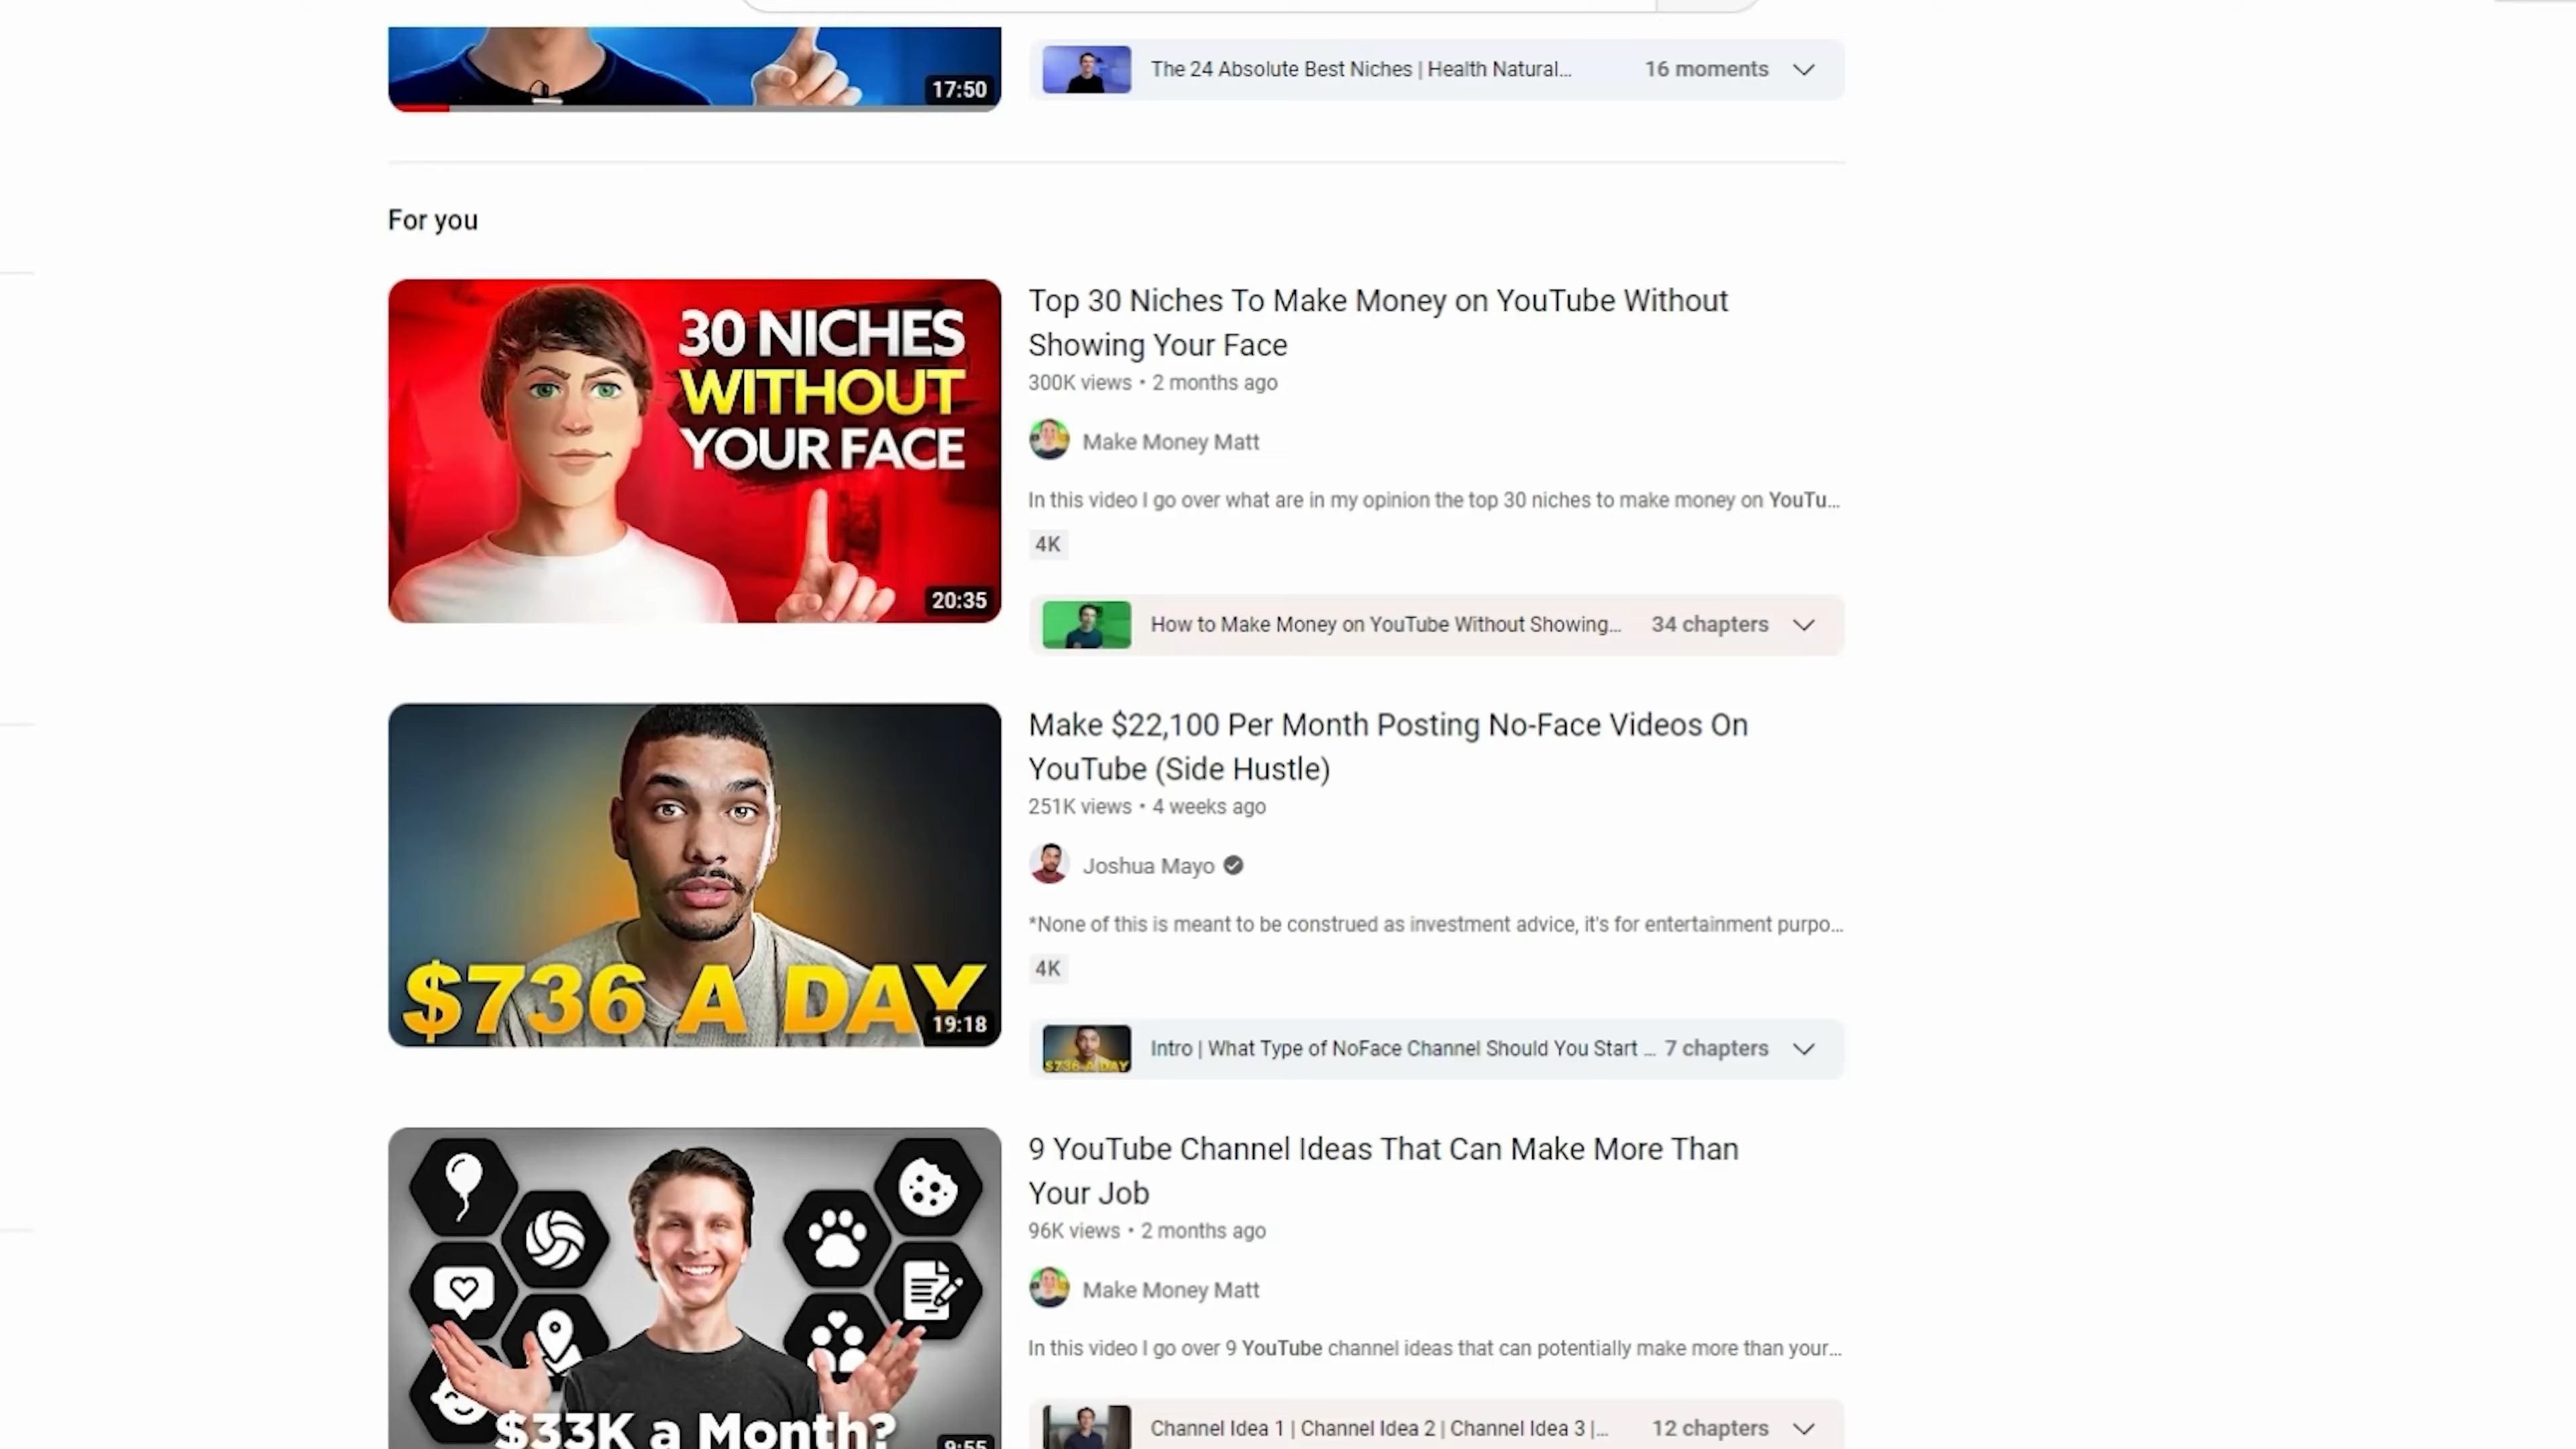 17:50
The 24 Absolute Best Niches | Health Natural...
16 moments
For you
30 NICHES
WITHOUT
YOUR FACE
20:35
Top 30 Niches To Make Money on YouTube Without
Showing Your Face
300K views • 2 months ago
Make Money Matt
In this video I go over what are in my opinion the top 30 niches to make money on YouTu...
4K
How to Make Money on YouTube Without Showing...
34 chapters
$736 A DAY
19:18
Make $22,100 Per Month Posting No-Face Videos On
YouTube (Side Hustle)
251K views • 4 weeks ago
Joshua Mayo
*None of this is meant to be construed as investment advice, it's for entertainment purpo...
4K
$736 A DAY
Intro | What Type of NoFace Channel Should You Start ...
7 chapters
$33K a Month?
9:55
9 YouTube Channel Ideas That Can Make More Than
Your Job
96K views • 2 months ago
Make Money Matt
In this video I go over 9 YouTube channel ideas that can potentially make more than your...
Channel Idea 1 | Channel Idea 2 | Channel Idea 3 |...
12 chapters